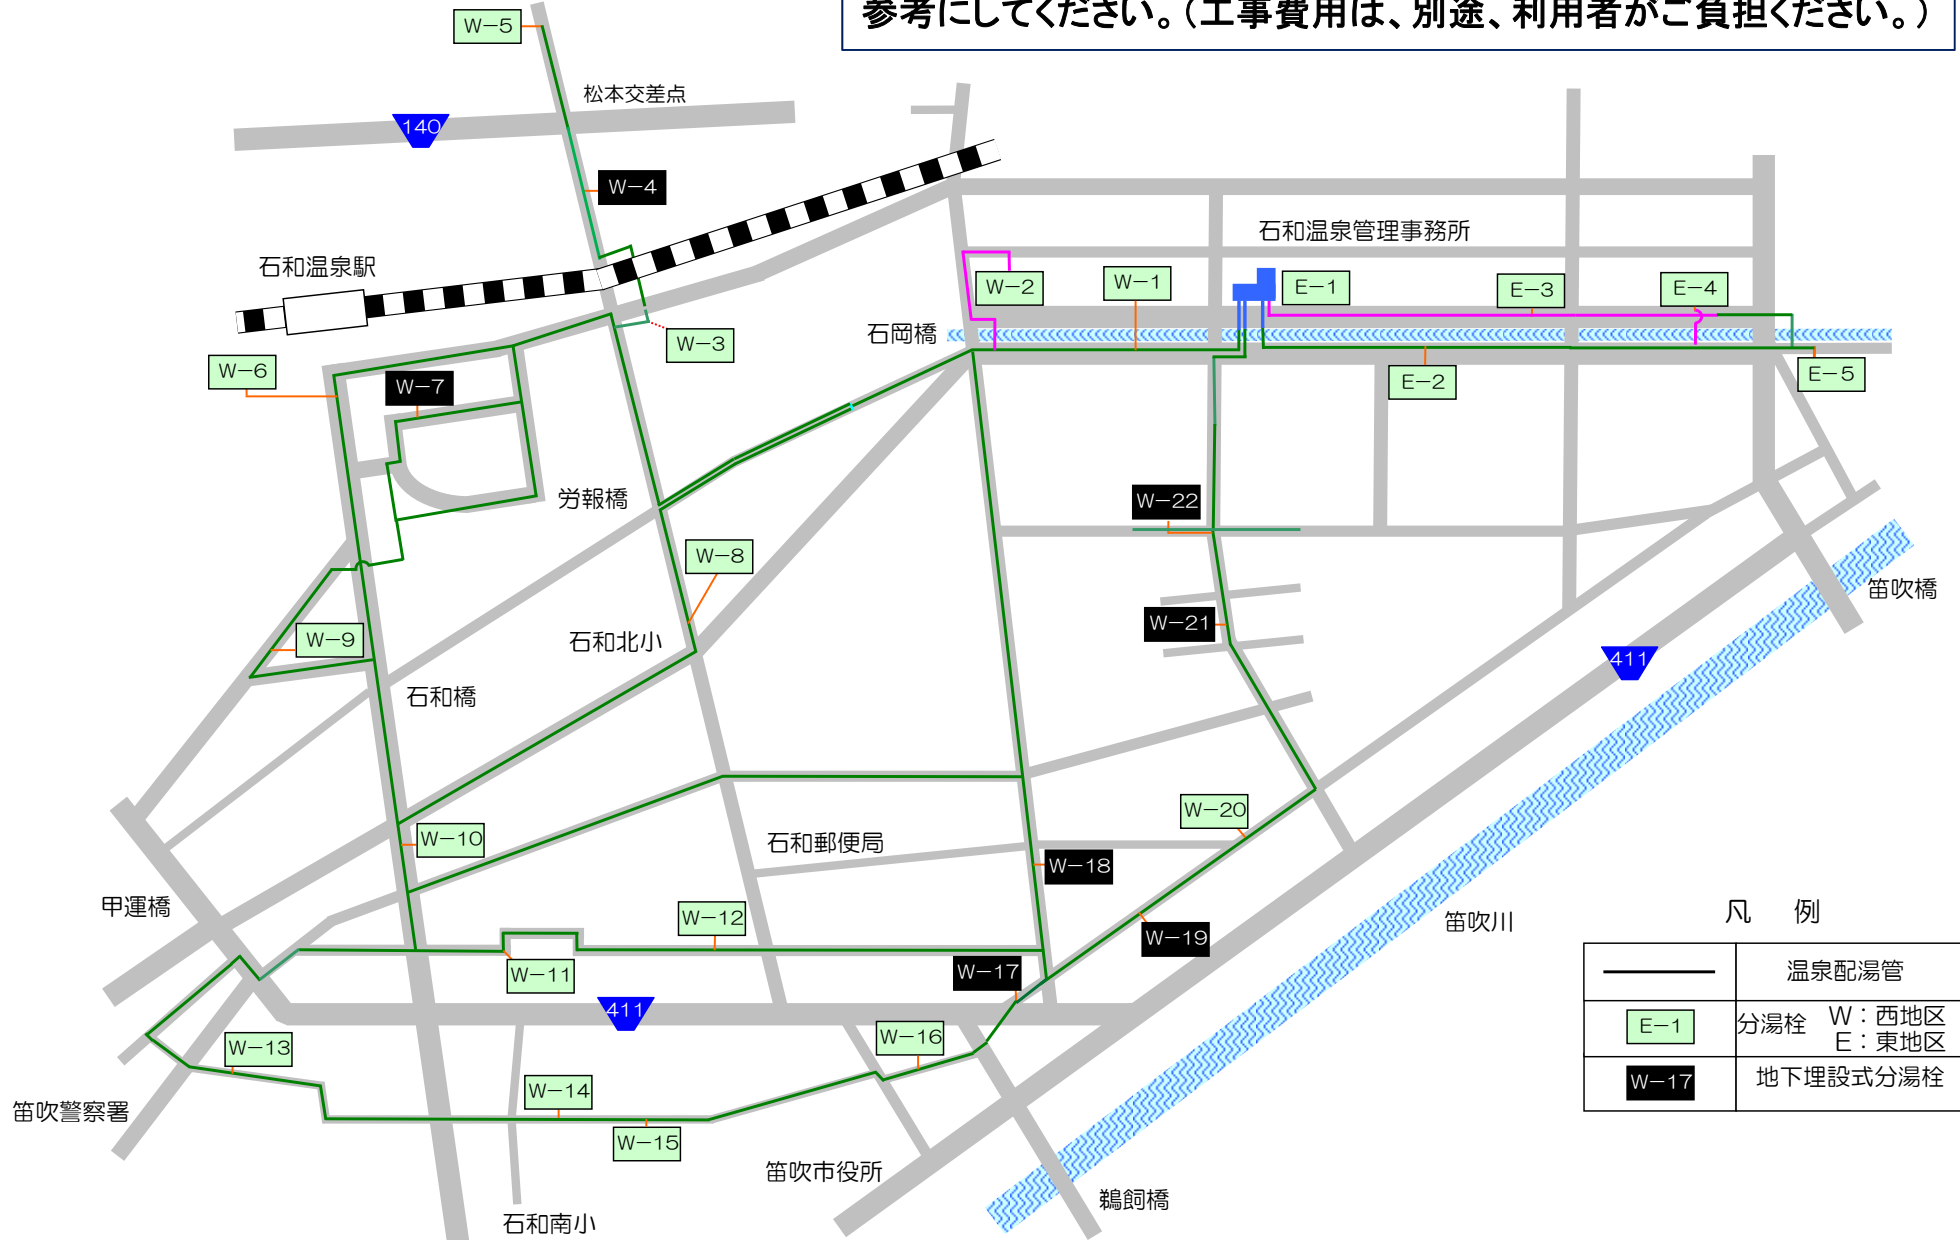 参考にしてください。（工事費用は、別途、利用者がご負担ください。）
W－5
松本交差点
140
W－4
石和温泉駅
石和温泉管理事務所
W－2
W－1
E－1
E－3
E－4
石岡橋
W－3
W－6
W－7
E－2
E－5
労報橋
W－22
W－8
笛吹橋
W－21
W－9
石和北小
411
石和橋
W－20
W－10
石和郵便局
W－18
甲運橋
W－12
笛吹川
凡　例
W－19
W－11
W－17
温泉配湯管
411
E－1
分湯栓
W：西地区
E：東地区
W－16
W－13
W－17
地下埋設式分湯栓
W－14
笛吹警察署
W－15
笛吹市役所
鵜飼橋
石和南小